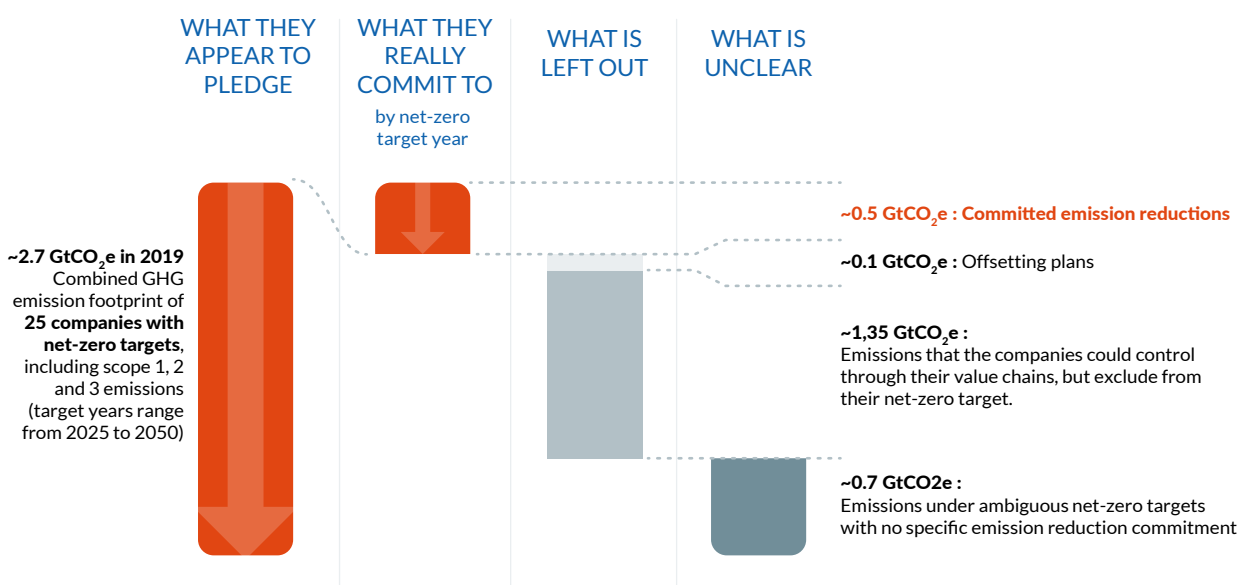 WHAT THEY
APPEAR TO
PLEDGE
WHAT THEY
REALLY
COMMIT TO
by net-zero
target year
WHAT IS
LEFT OUT
WHAT IS
UNCLEAR
~2.7 GtCO₂e in 2019
Combined GHG
emission footprint of
25 companies with
net-zero targets,
including scope 1, 2
and 3 emissions
(target years range
from 2025 to 2050)
~0.5 GtCO₂e : Committed emission reductions
~0.1 GtCO₂e : Offsetting plans
~1,35 GtCO₂e :
Emissions that the companies could control
through their value chains, but exclude from
their net-zero target.
~0.7 GtCO2e :
Emissions under ambiguous net-zero targets
with no specific emission reduction commitment